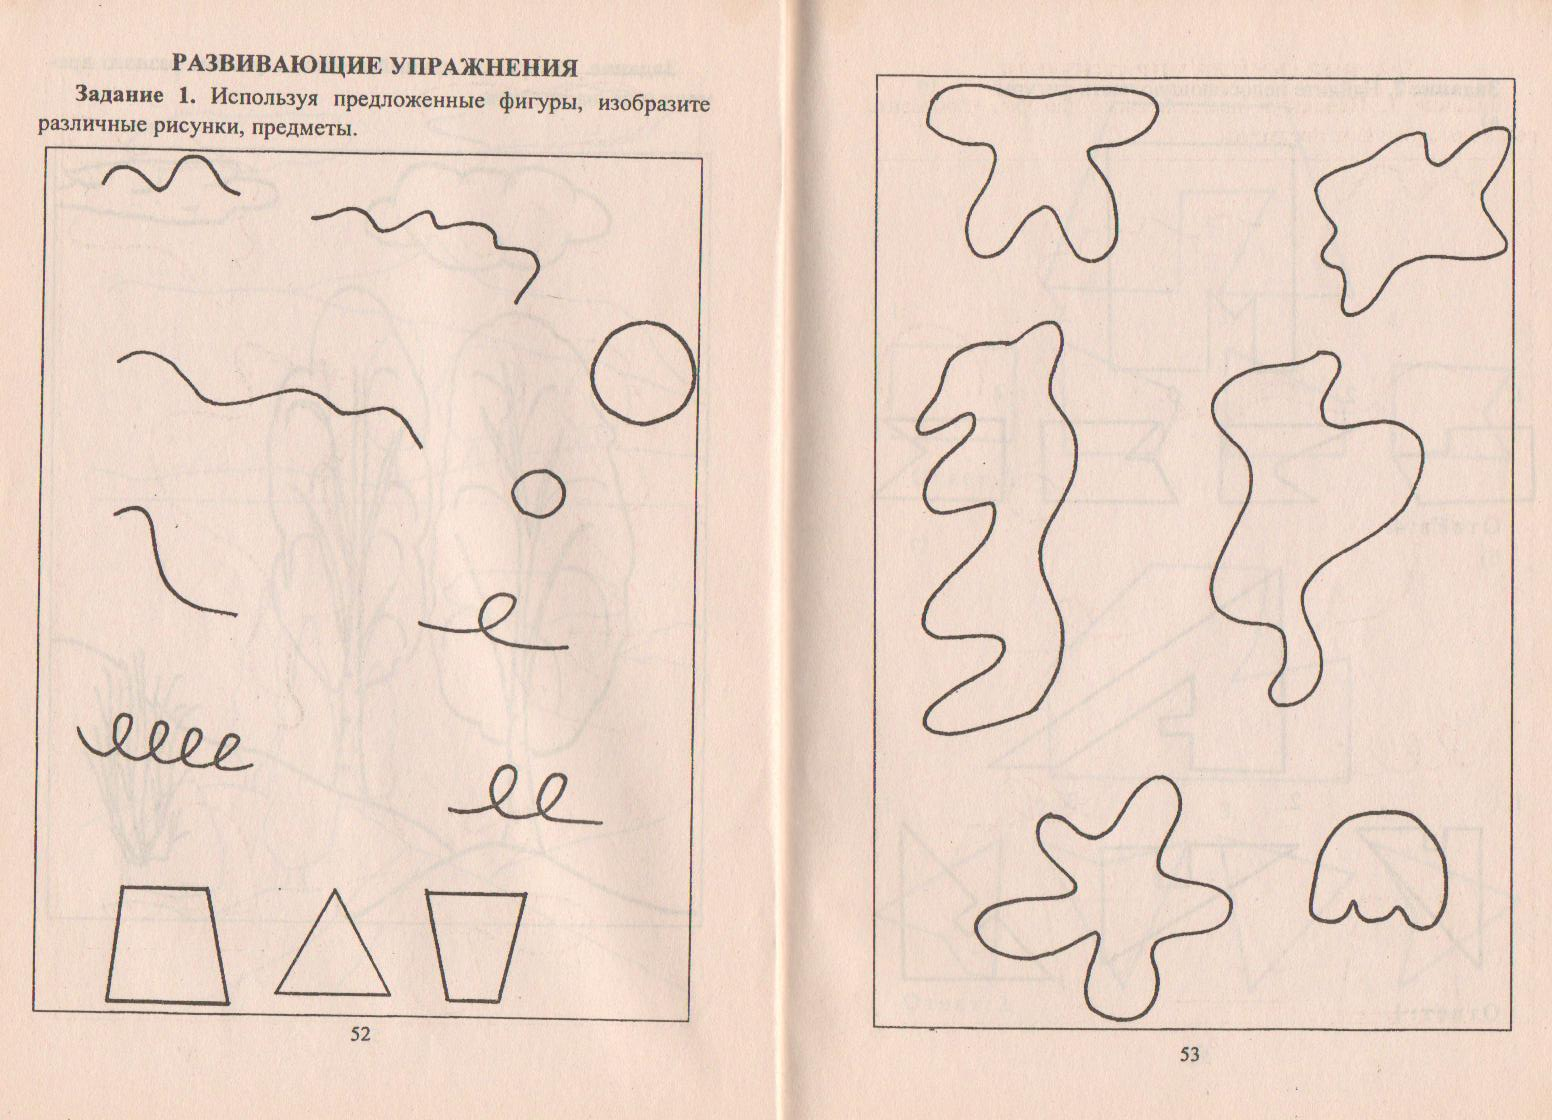 РАЗВИВАЮЩИЕ УПРАЖНЕНИЯ
Задание 1. Используя предложенные фигуры, изобразите
различные рисунки, предметы.
52
53